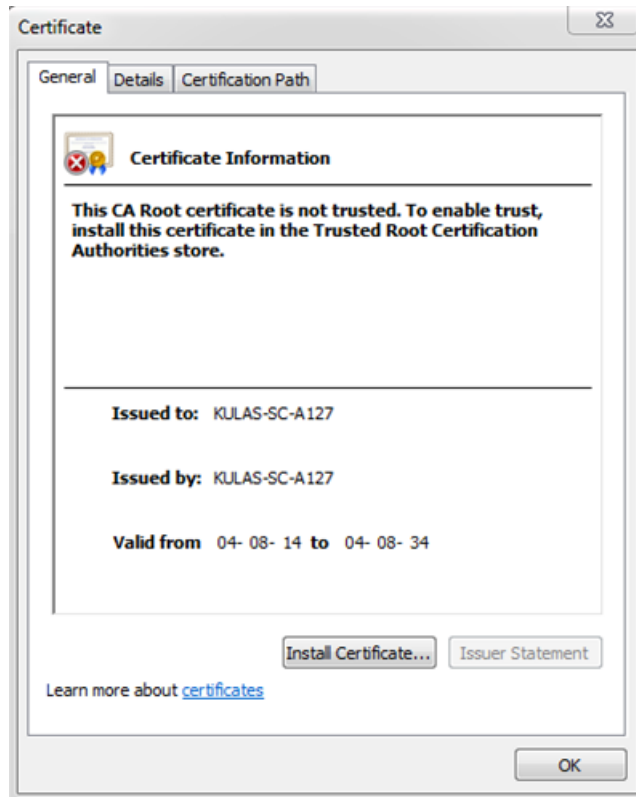 Certificate
General Details Certification Path
Certificate Information
This CA Root certificate is not trusted. To enable trust,
install this certificate in the Trusted Root Certification
Authorities store.
Issued to: KULAS-SC-A127
Issued by: KULAS-SC-A127
Valid from 04- 08- 14 to 04- 08- 34
Install Certificate... Issuer Statement
Learn more about certificates
OK